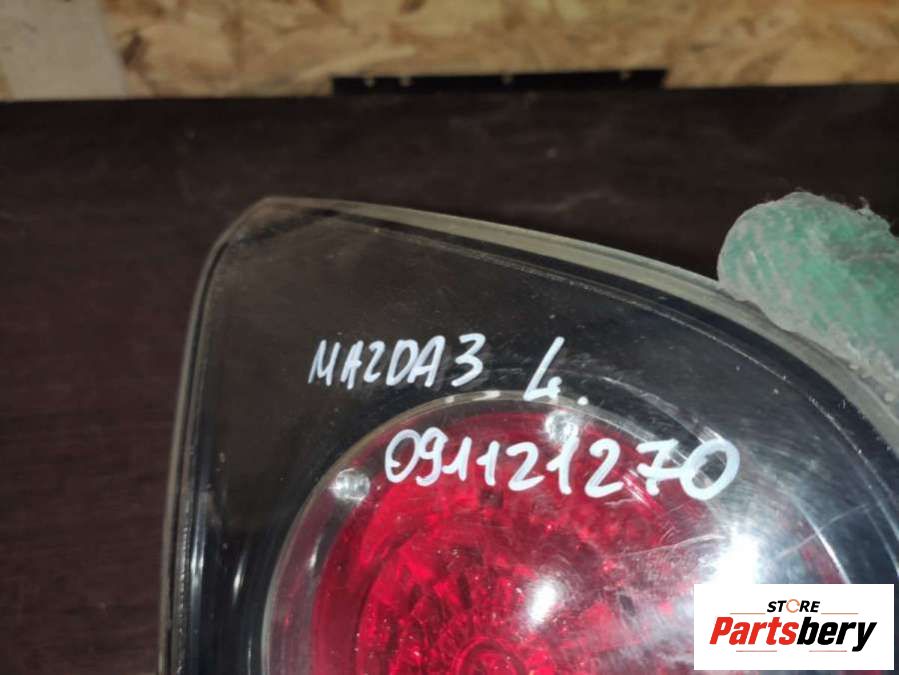 MAZDA3 L.
091121270
STORE
Partsbery